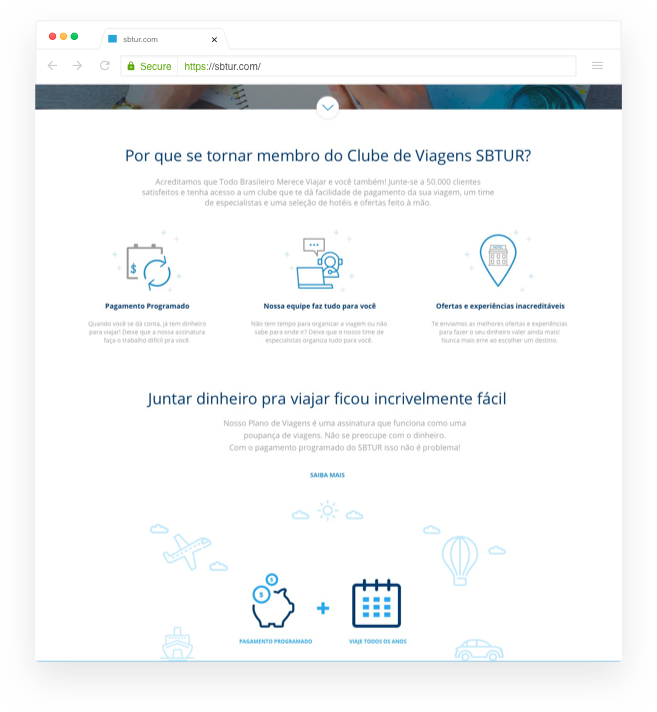 sbtur.com
Secure
https://sbtur.com/
Por que se tornar membro do Clube de Viagens SBTUR?
Acreditamos que Todo Brasileiro Merece Viajar e você também! Junte-se a 50.000 clientes
satisfeitos e tenha acesso a um clube que te dá facilidade de pagamento da sua viagem, um time
de especialistas e uma seleção de hotéis e ofertas feito à mão.
$
HOTEL
Pagamento Programado
Quando você se dá conta, já tem dinheiro
para viajar! Deixe que a nossa assinatura
faça o trabalho difícil pra você.
Nossa equipe faz tudo para você
Não tem tempo para organizar a viagem ou não
sabe para onde ir? Deixe que o nosso time de
especialistas organiza tudo para você.
Ofertas e experiências inacreditáveis
Te enviamos as melhores ofertas e experiências
para fazer o seu dinheiro valer ainda mais!
Nunca mais erre ao escolher um destino.
Juntar dinheiro pra viajar ficou incrivelmente fácil
Nosso Plano de Viagens é uma assinatura que funciona como uma
poupança de viagens. Não se preocupe com o dinheiro.
Com o pagamento programado do SBTUR isso não é problema!
SAIBA MAIS
$
$
+
PAGAMENTO PROGRAMADO
VIAJE TODOS OS ANOS